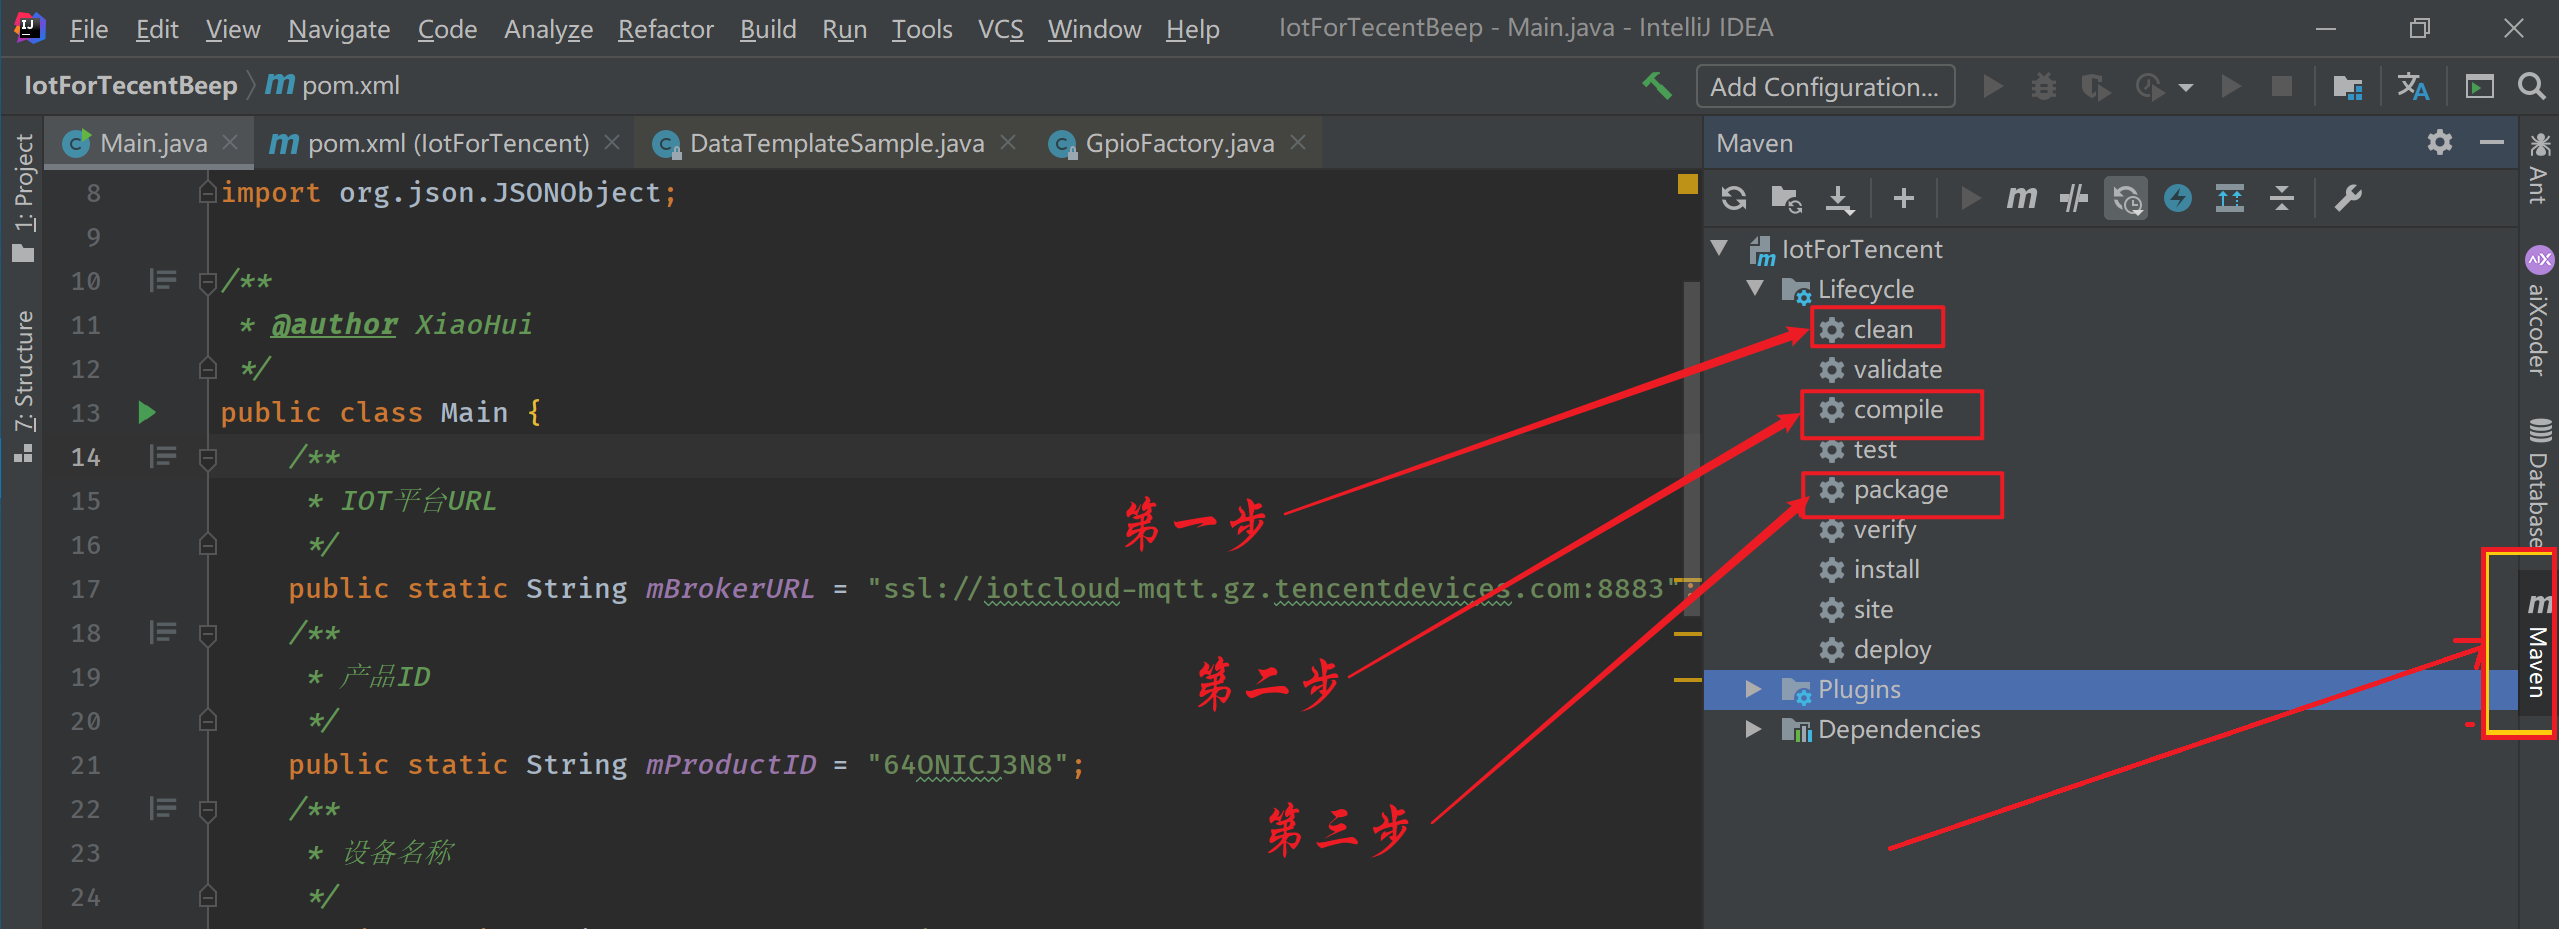 File Edit View Navigate Code Analyze Refactor Build Run Tools VCS Window Help IotForTecentBeep - Main.java - IntelliJ IDEA
IotForTecentBeep m pom.xml Add Configuration...
Main.java pom.xml (IotForTencent) DataTemplateSample.java GpioFactory.java
1: Project
7: Structure
8 import org.json.JSONObject;
9
10 /**
11 * @author XiaoHui
12 */
13 public class Main {
14 /**
15 * IOT平台URL
16 */
17 public static String mBrokerURL = "ssl://iotcloud-mqtt.gz.tencentdevices.com:8883";
18 /**
19 * 产品ID
20 */
21 public static String mProductID = "64ONICJ3N8";
22 /**
23 * 设备名称
24 */
第一步
第二步
第三步
Maven
IotForTencent
Lifecycle
clean
validate
compile
test
package
verify
install
site
deploy
Plugins
Dependencies
Ant
aiXcoder
Database
m Maven